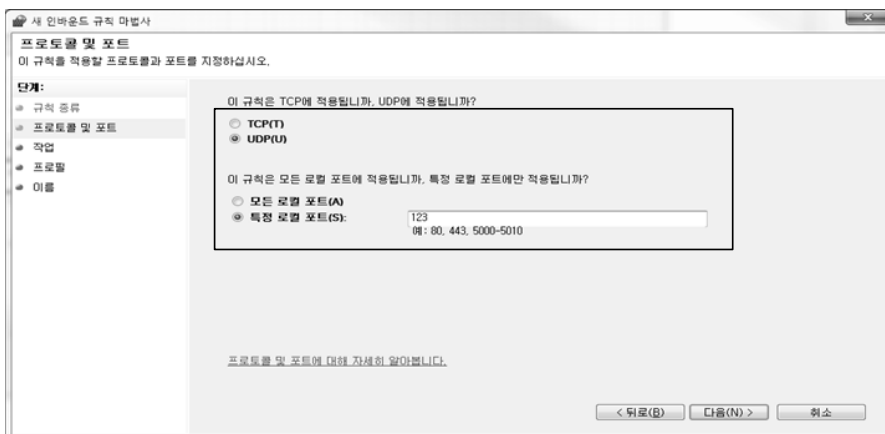 새 인바운드 규칙 마법사
프로토콜 및 포트
이 규칙을 적용할 프로토콜과 포트를 지정하십시오.
단계:
규칙 종류
프로토콜 및 포트
작업
프로필
이름
이 규칙은 TCP에 적용됩니까, UDP에 적용됩니까?
TCP(T)
UDP(U)
이 규칙은 모든 로컬 포트에 적용됩니까, 특정 로컬 포트에만 적용됩니까?
모든 로컬 포트(A)
특정 로컬 포트(S): 123
예: 80, 443, 5000-5010
프로토콜 및 포트에 대해 자세히 알아봅니다.
< 뒤로(B) 다음(N) > 취소